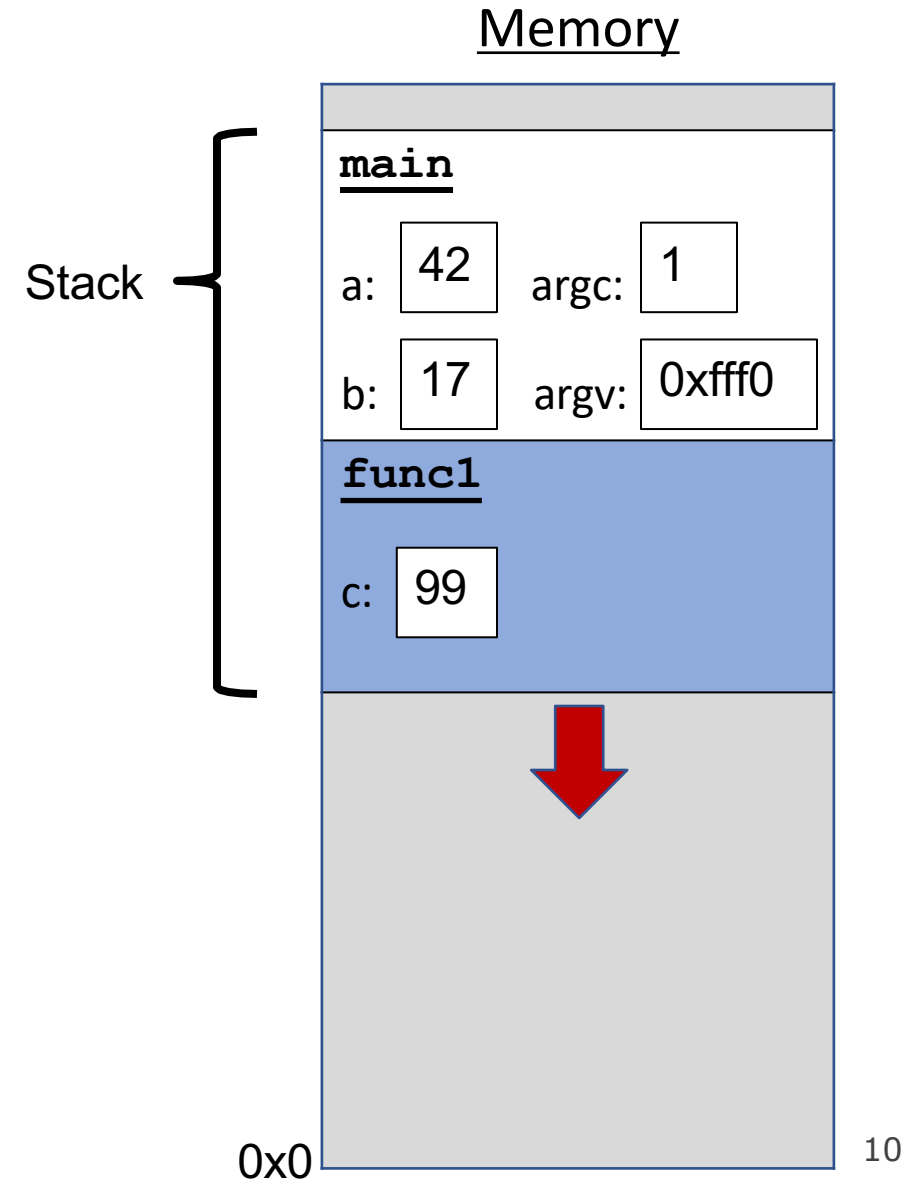 Memory
main
Stack
a: 42 argc: 1
b: 17 argv: 0xfff0
func1
c: 99
0x0
10